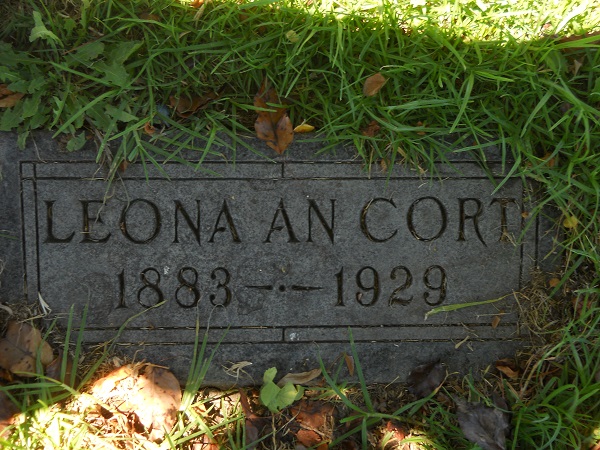 LEONA AN CORT
1883 - 1929